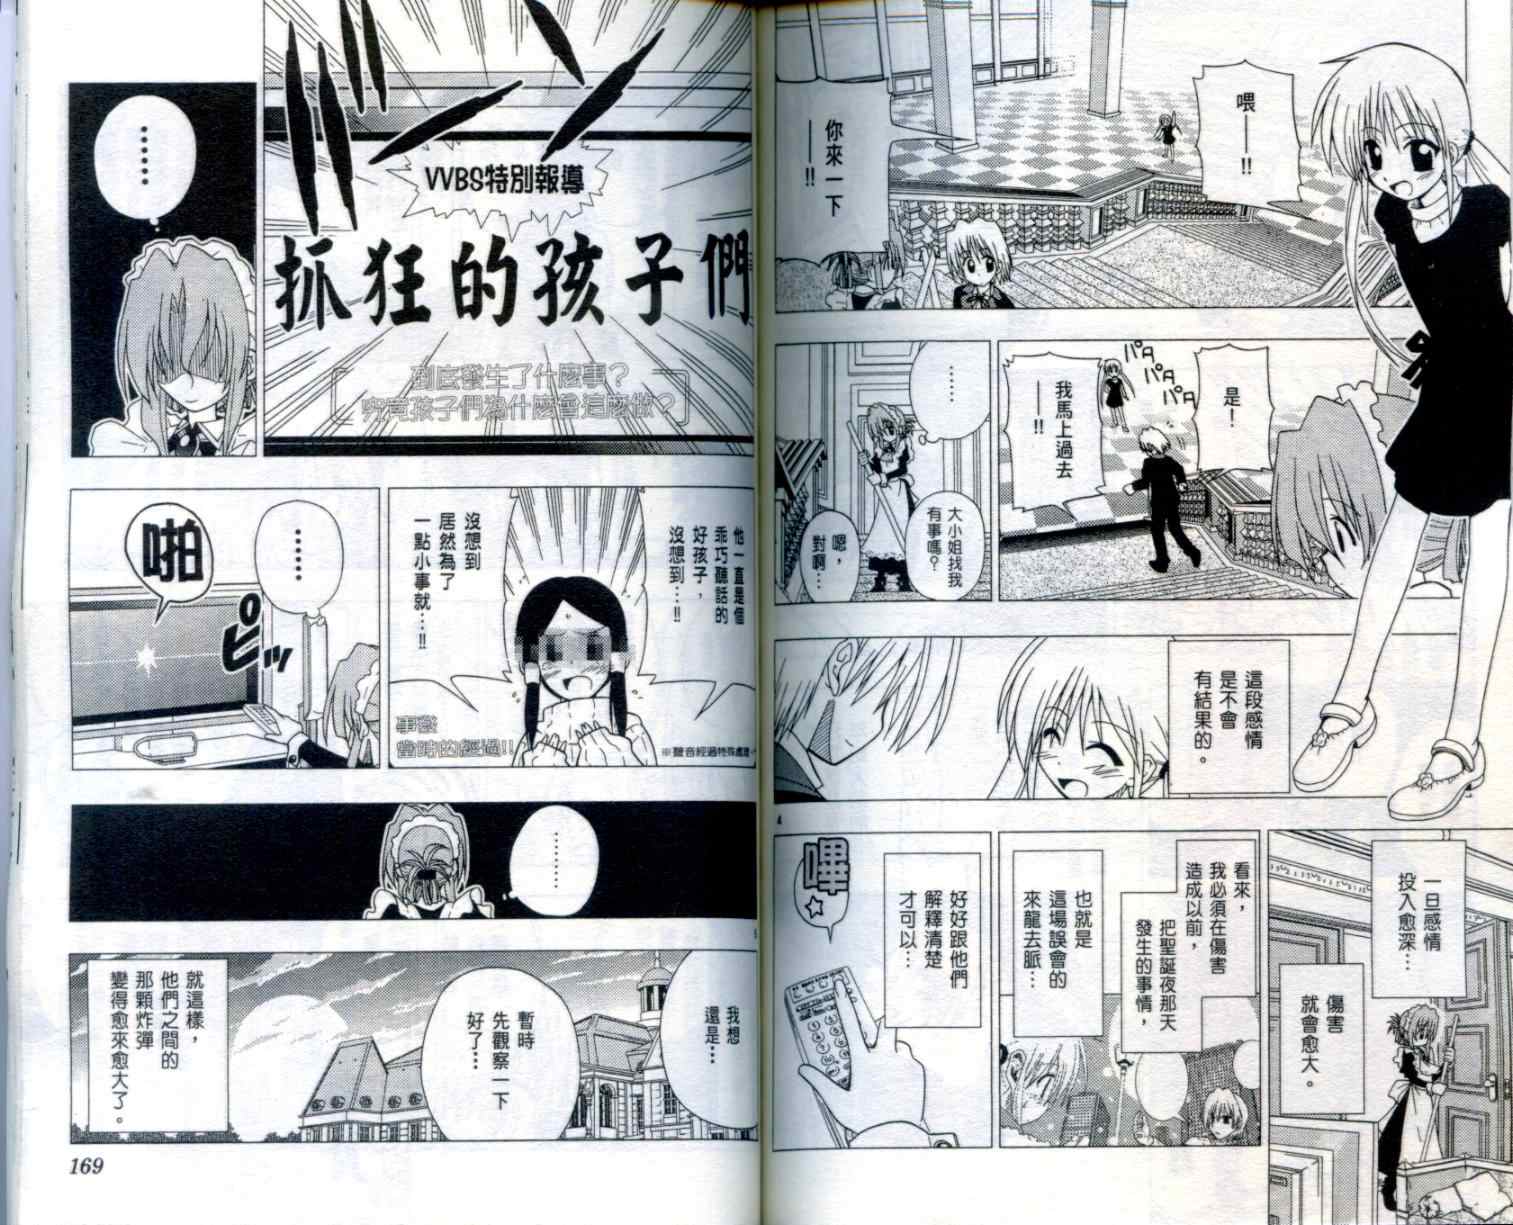 喂——!!
你來一下
——!!
是!
我馬上過去
——!!
パタ
パタ
パタ
……
大小姐找我
有事嗎?
嗯,
對啊…
這段感情
是不會
有結果的。
一旦感情
投入愈深…
傷害
就會愈大。
看來,
我必須在傷害
造成以前,
把聖誕夜那天
發生的事情,
也就是
這場誤會的
來龍去脈…
好好跟他們
解釋清楚
才可以…
嗶
4
VVBS特別報導
抓狂的孩子們
到底發生了什麼事?
究竟孩子們為什麼會這麼做?
……
他一直是個
乖巧聽話的
好孩子,
沒想到…!!
沒想到
居然為了
一點小事就…!!
當時的經過!!
……
啪
ピッ
……
5
我想
還是…
暫時
先觀察一下
好了…
就這樣,
他們之間的
那顆炸彈
變得愈來愈大了。
169